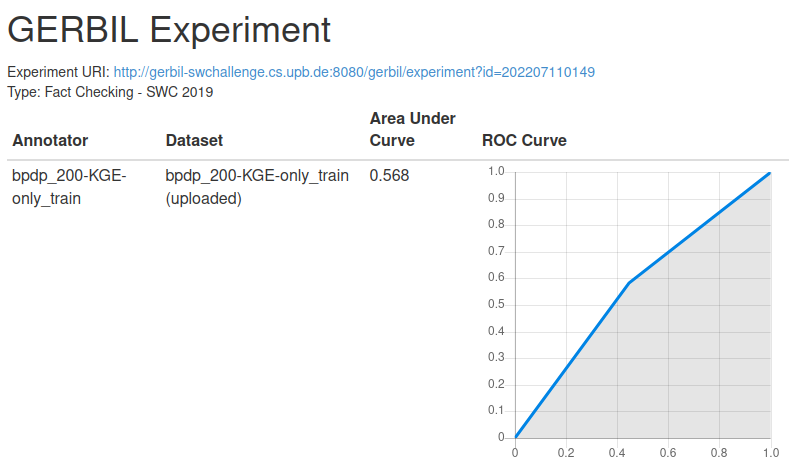 GERBIL Experiment
Experiment URI: http://gerbil-swchallenge.cs.upb.de:8080/gerbil/experiment?id=202207110149
Type: Fact Checking - SWC 2019
Annotator Dataset Area Under Curve ROC Curve
bpdp_200-KGE-only_train bpdp_200-KGE-only_train (uploaded) 0.568
1.0
0.9
0.8
0.7
0.6
0.5
0.4
0.3
0.2
0.1
0
0 0.2 0.4 0.6 0.8 1.0